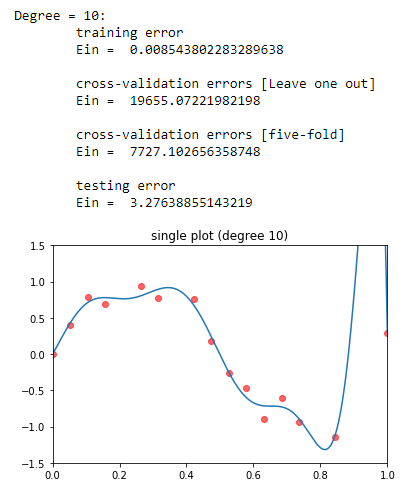 Degree = 10:
training error
Ein =  0.008543802283289638
cross-validation errors [Leave one out]
Ein =  19655.07221982198
cross-validation errors [five-fold]
Ein =  7727.102656358748
testing error
Ein =  3.27638855143219
single plot (degree 10)
1.5
1.0
0.5
0.0
−0.5
−1.0
−1.5
0.0 0.2 0.4 0.6 0.8 1.0